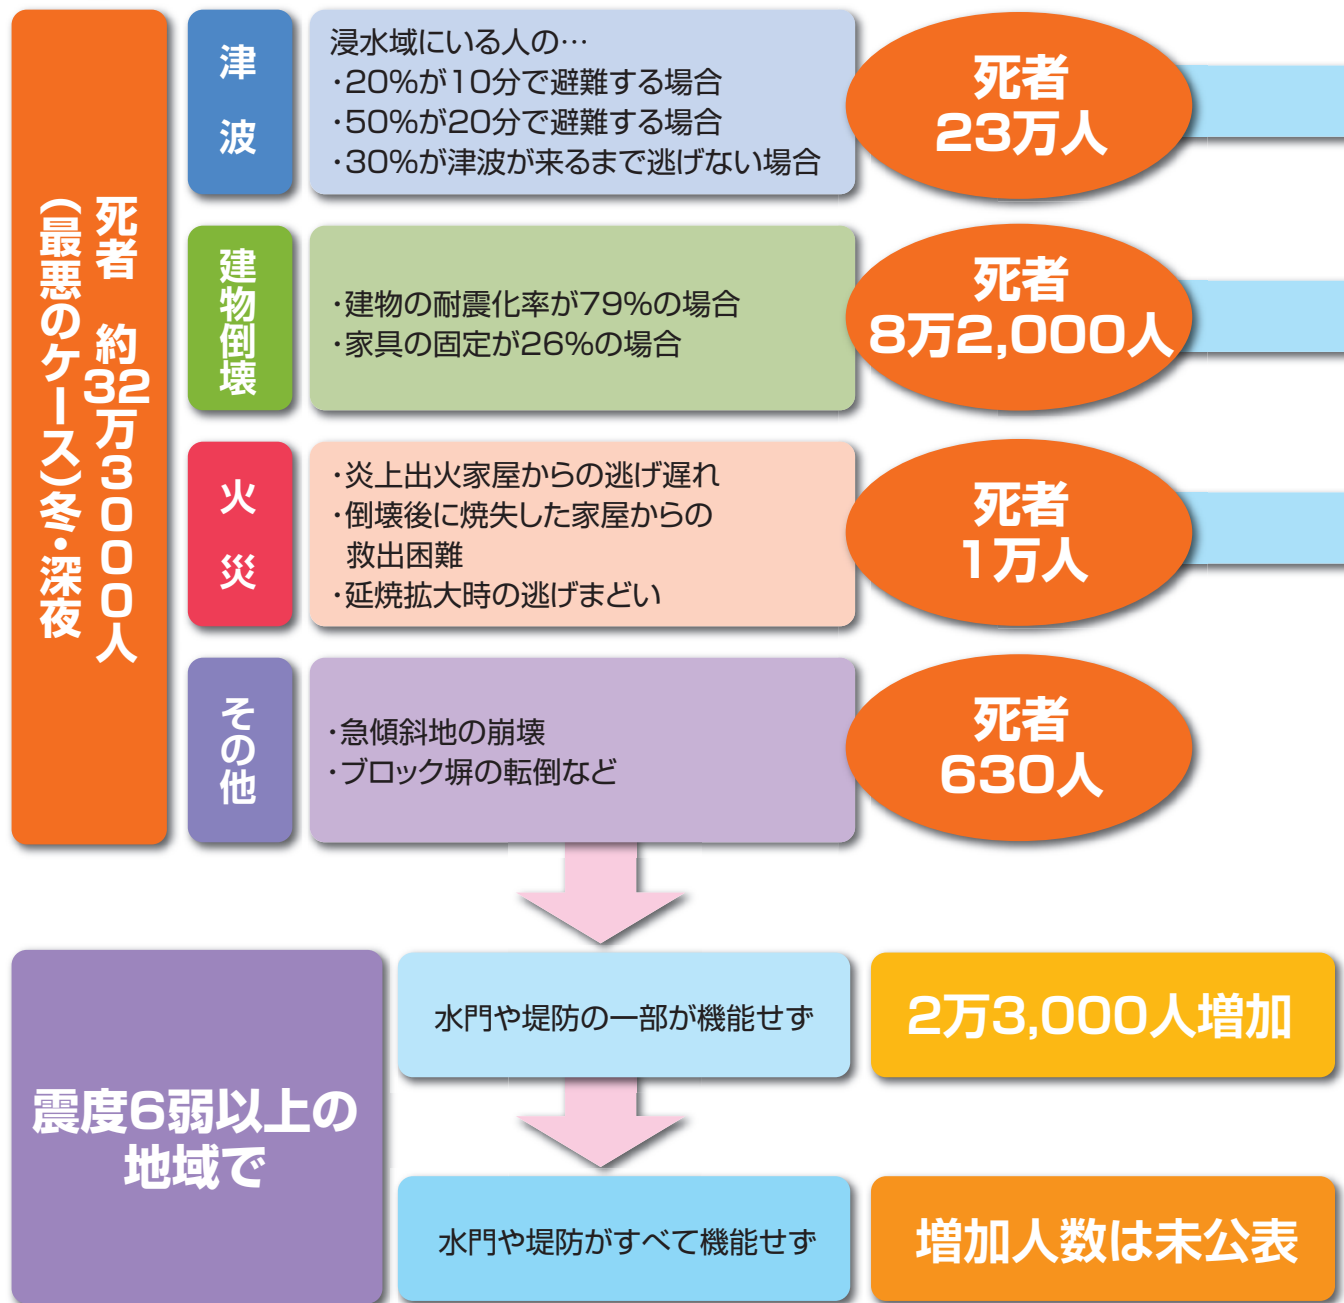 死者　約32万3000人
（最悪のケース）冬・深夜
津波
浸水域にいる人の…
・20%が10分で避難する場合
・50%が20分で避難する場合
・30%が津波が来るまで逃げない場合
死者
23万人
建物倒壊
・建物の耐震化率が79%の場合
・家具の固定が26%の場合
死者
8万2,000人
火災
・炎上出火家屋からの逃げ遅れ
・倒壊後に焼失した家屋からの
救出困難
・延焼拡大時の逃げまどい
死者
1万人
その他
・急傾斜地の崩壊
・ブロック塀の転倒など
死者
630人
震度6弱以上の
地域で
水門や堤防の一部が機能せず
2万3,000人増加
水門や堤防がすべて機能せず
増加人数は未公表